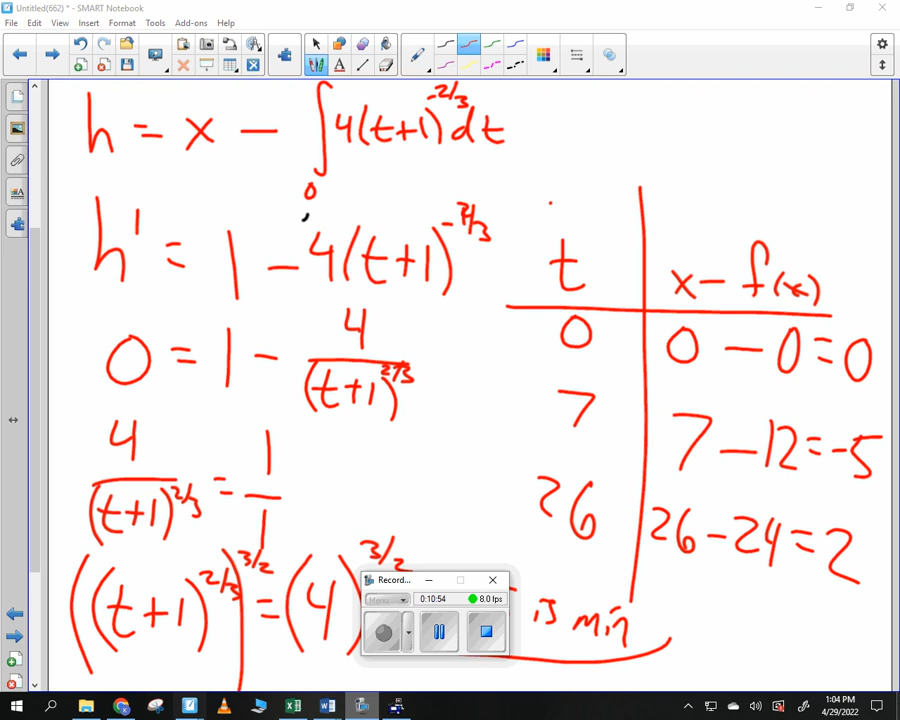 Untitled(662) * - SMART Notebook
File Edit View Insert Format Tools Add-ons Help
h = x - ∫₀ 4(t+1)^-2/3 dt
h' = 1 - 4(t+1)^-2/3
0 = 1 - 4/(t+1)^2/3
4/(t+1)^2/3 = 1/1
((t+1)^2/3)^3/2 = (4)^3/2
t x - f(x)
0 0 - 0 = 0
7 7 - 12 = -5
26 26 - 24 = 2
is min
Record...
Menu 0:10:54 8.0 fps
1:04 PM
4/29/2022